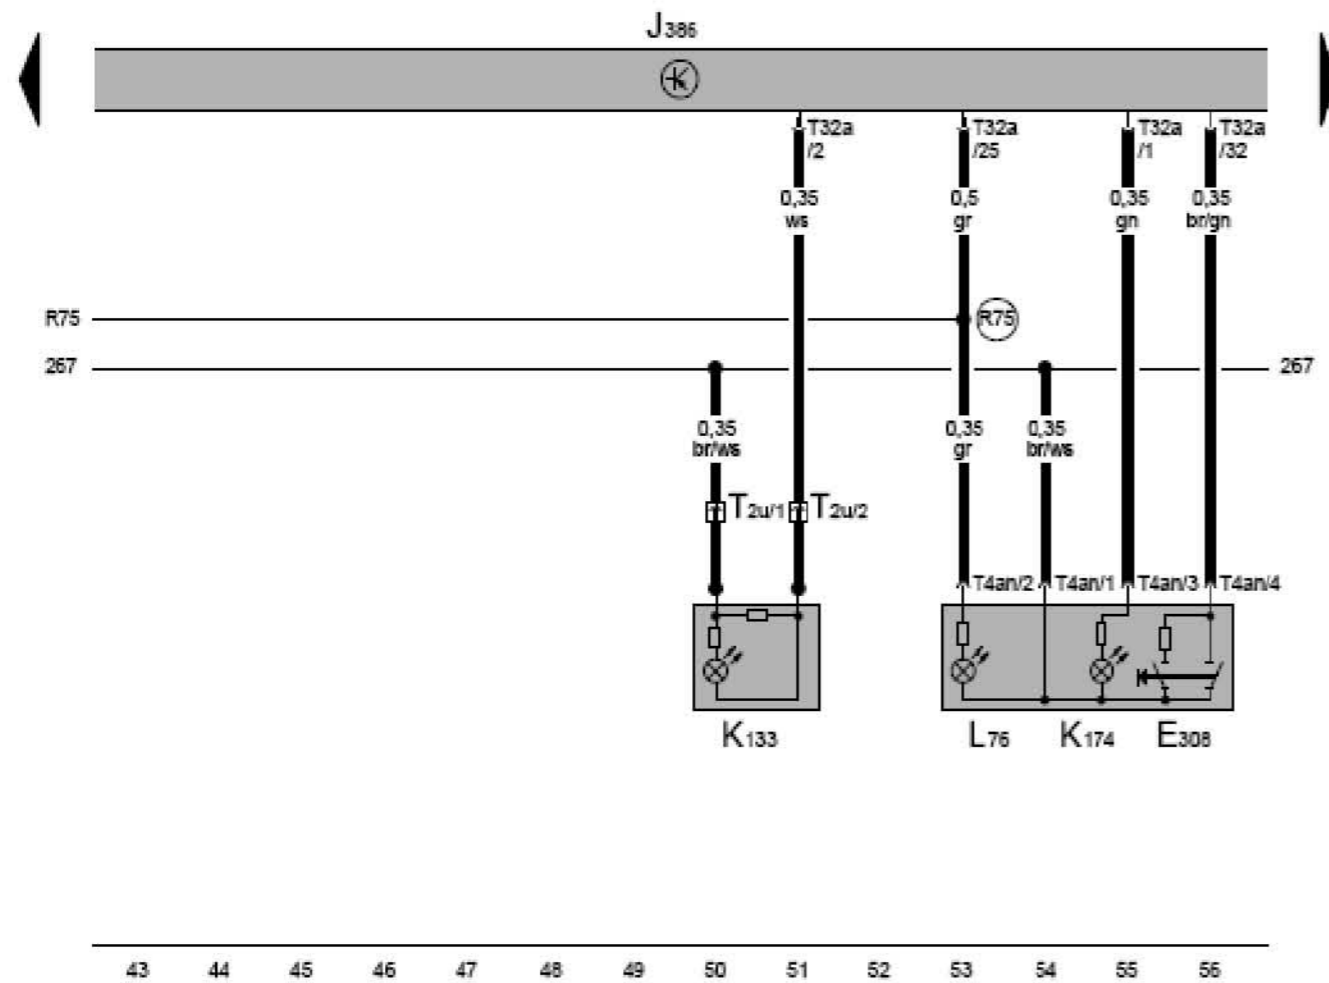 J386
T32a
/2
T32a
/25
T32a
/1
T32a
/32
0,35
ws
0,5
gr
0,35
gn
0,35
br/gn
R75
R75
267
267
0,35
br/ws
0,35
gr
0,35
br/ws
T2u/1
T2u/2
T4an/2
T4an/1
T4an/3
T4an/4
K133
L76
K174
E308
43 44 45 46 47 48 49 50 51 52 53 54 55 56